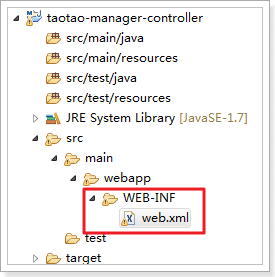 taotao-manager-controller
src/main/java
src/main/resources
src/test/java
src/test/resources
JRE System Library [JavaSE-1.7]
src
main
webapp
WEB-INF
web.xml
test
target